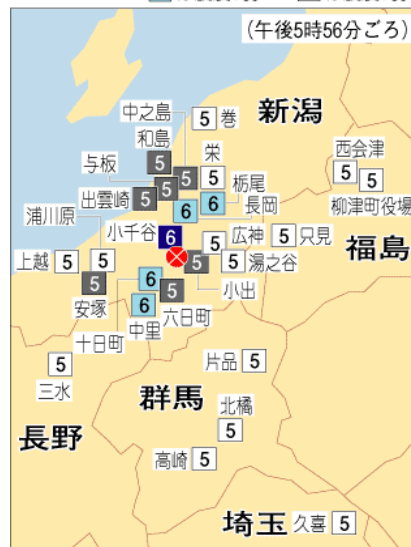 (午後5時56分ごろ)
中之島
5 巻
新潟
和島
5
栄
5
西会津
5
与板
5
5
栃尾
6
5
柳津町役場
出雲崎 5
6
長岡
浦川原
小千谷
6
広神
5
5 只見
福島
上越 5
5
5
5 湯之谷
5
安塚
6
5
小出
6
六日町
十日町
中里
5
三水
片品 5
群馬
北橘
5
長野
高崎 5
埼玉
久喜 5